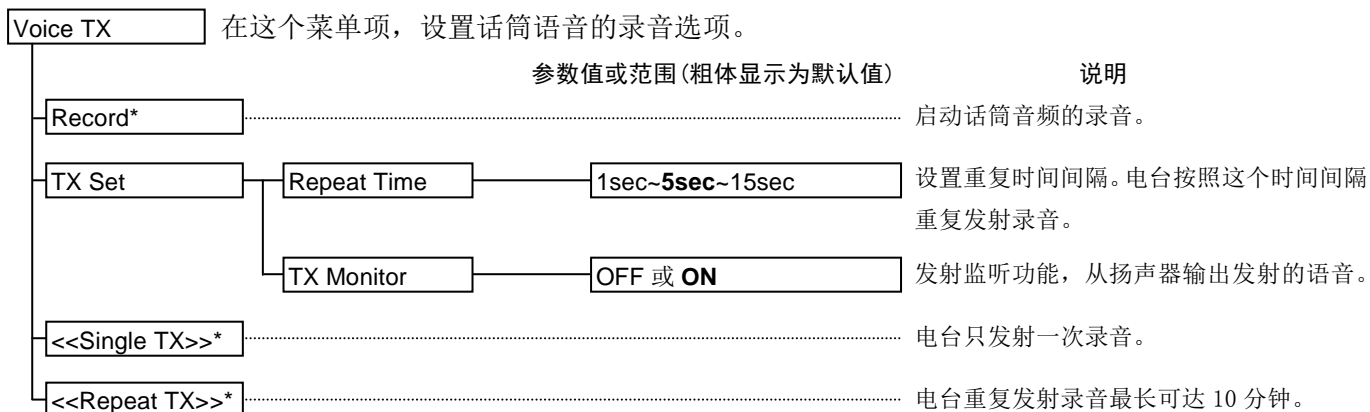 Voice TX 在这个菜单项，设置话筒语音的录音选项。
参数值或范围(粗体显示为默认值) 说明
Record* 启动话筒音频的录音。
TX Set Repeat Time 1sec~5sec~15sec 设置重复时间间隔。电台按照这个时间间隔
重复发射录音。
TX Monitor OFF 或 ON 发射监听功能，从扬声器输出发射的语音。
<<Single TX>>* 电台只发射一次录音。
<<Repeat TX>>* 电台重复发射录音最长可达 10 分钟。